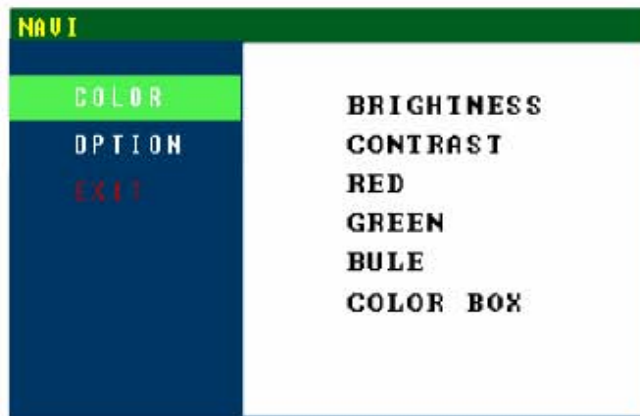 NAVI
COLOR
OPTION
EXIT
BRIGHTNESS
CONTRAST
RED
GREEN
BULE
COLOR BOX